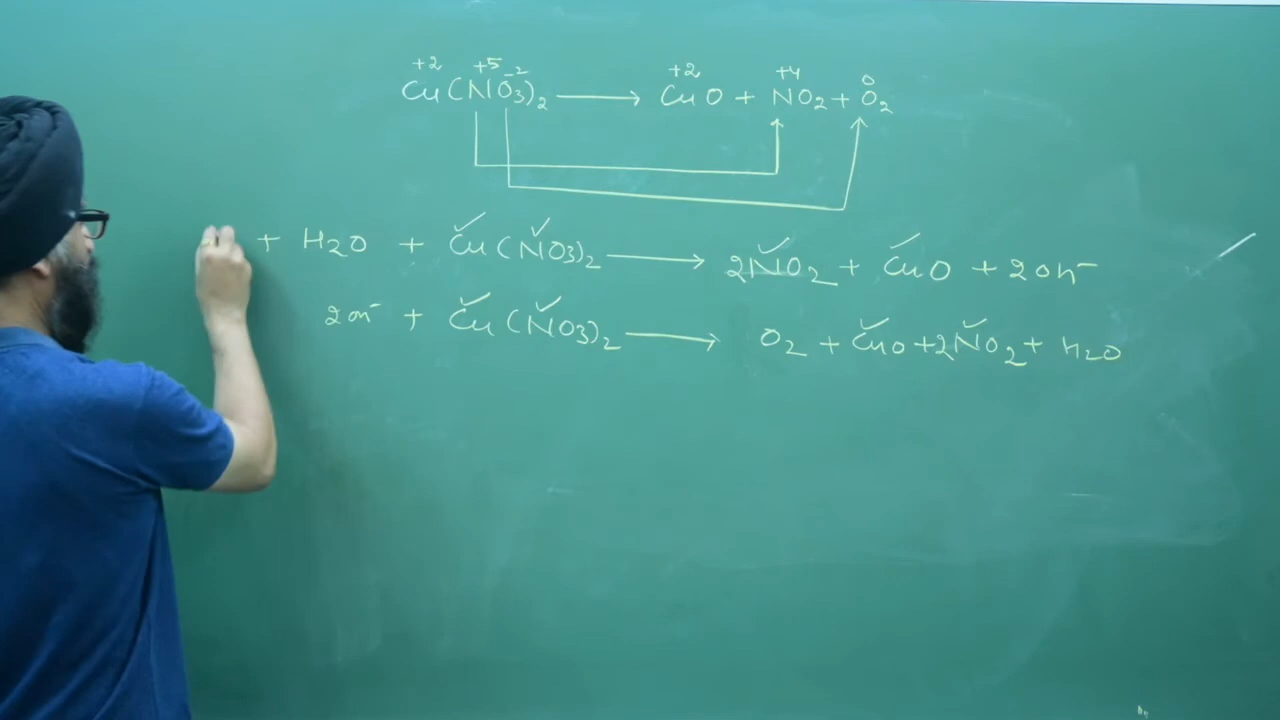 +2 +5 -2 +2 +4 0
Cu(NO3)2 ⟶ CuO + NO2 + O2
+ H2O + Cu(NO3)2 ⟶ 2NO2 + CuO + 2OH⁻
2OH⁻ + Cu(NO3)2 ⟶ O2 + CuO + 2NO2 + H2O